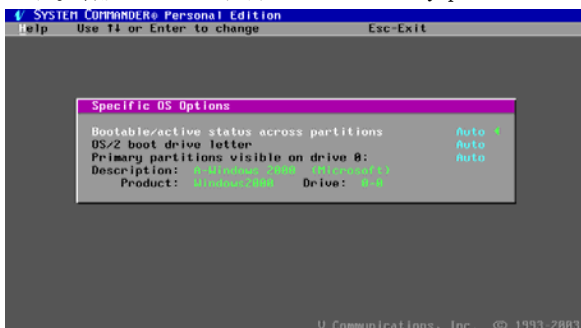 SYSTEM COMMANDER® Personal Edition
Help Use ↑↓ or Enter to change Esc-Exit
Specific OS Options
Bootable/active status across partitions Auto
OS/2 boot drive letter Auto
Primary partitions visible on drive 0: Auto
Description: A-Windows 2000 (Microsoft)
Product: Windows2000 Drive: 0-0
V Communications, Inc. © 1993-2003